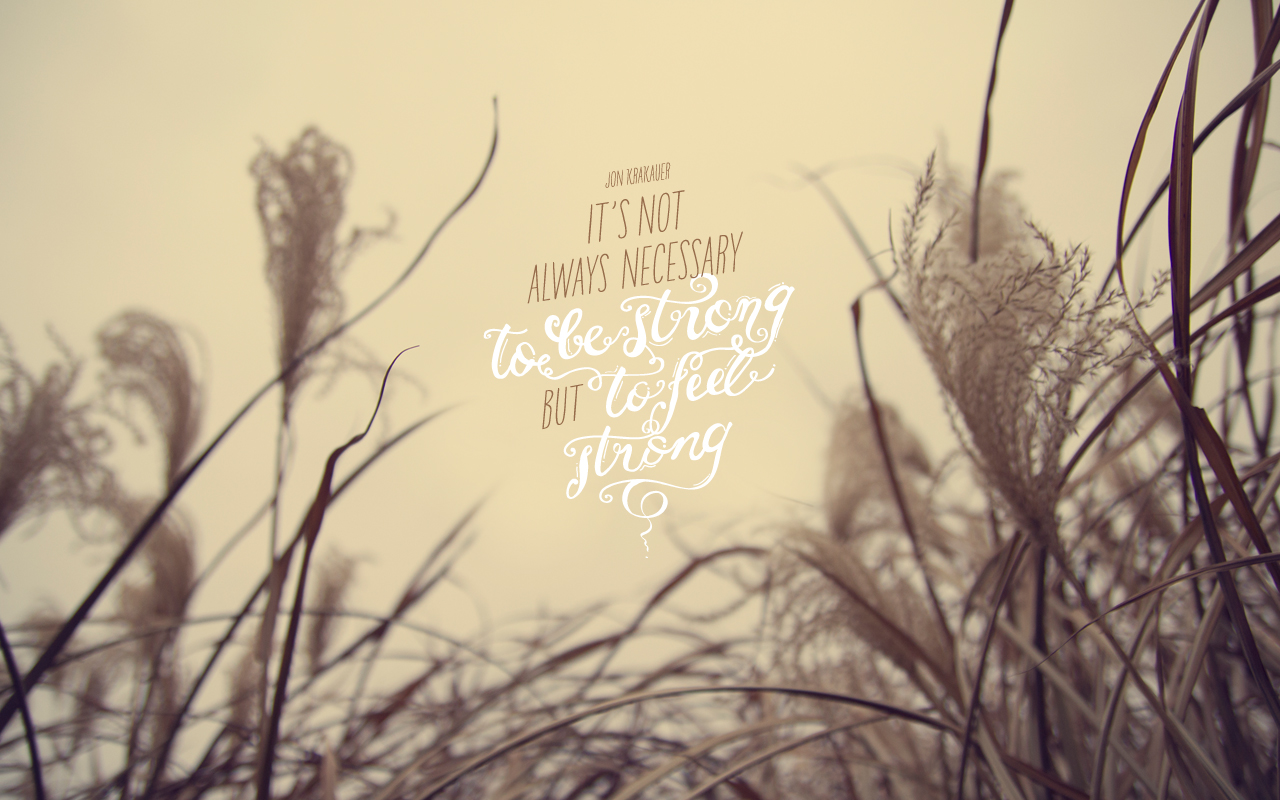 JON KRAKAUER
IT'S NOT
ALWAYS NECESSARY
to be strong
BUT to feel
strong